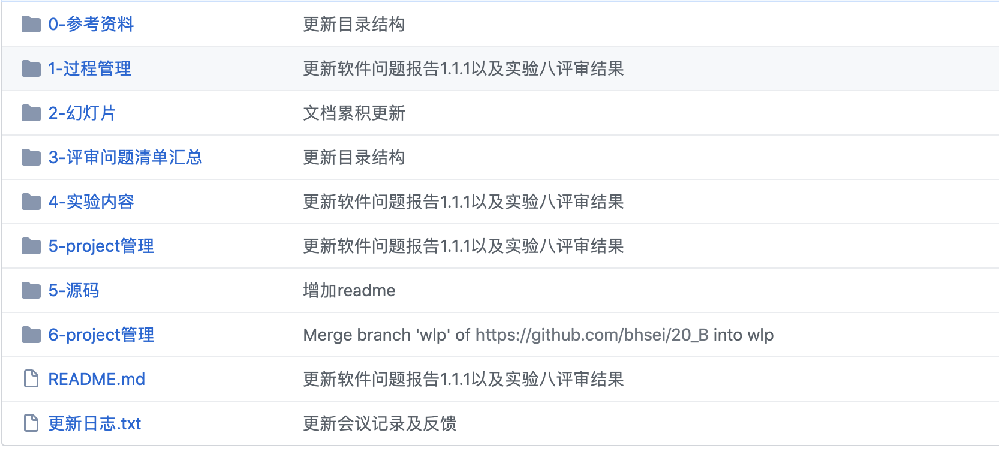 0-参考资料 更新目录结构
1-过程管理 更新软件问题报告1.1.1以及实验八评审结果
2-幻灯片 文档累积更新
3-评审问题清单汇总 更新目录结构
4-实验内容 更新软件问题报告1.1.1以及实验八评审结果
5-project管理 更新软件问题报告1.1.1以及实验八评审结果
5-源码 增加readme
6-project管理 Merge branch 'wlp' of https://github.com/bhsei/20_B into wlp
README.md 更新软件问题报告1.1.1以及实验八评审结果
更新日志.txt 更新会议记录及反馈